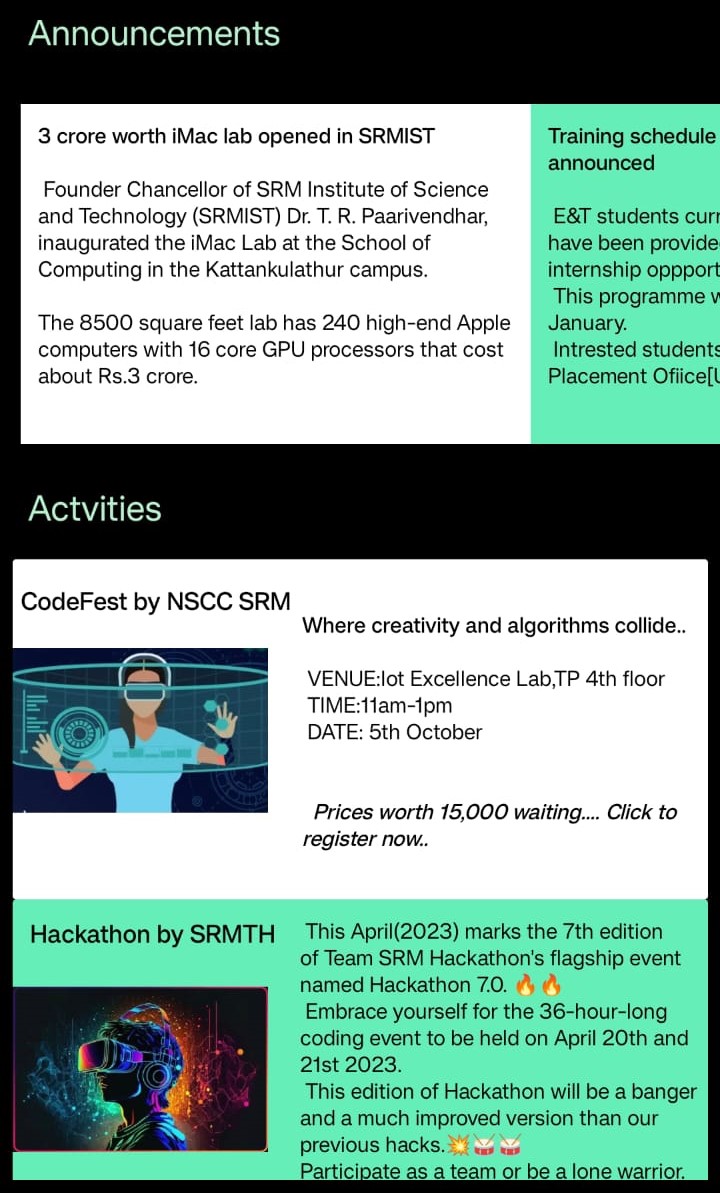 Announcements
3 crore worth iMac lab opened in SRMIST
Founder Chancellor of SRM Institute of Science
and Technology (SRMIST) Dr. T. R. Paarivendhar,
inaugurated the iMac Lab at the School of
Computing in the Kattankulathur campus.
The 8500 square feet lab has 240 high-end Apple
computers with 16 core GPU processors that cost
about Rs.3 crore.
Training schedule
announced
E&T students
have been
internship oppport
This programme
January.
Intrested students
Placement Ofiice[
Actvities
CodeFest by NSCC SRM
Where creativity and algorithms collide..
VENUE:Iot Excellence Lab,TP 4th floor
TIME:11am-1pm
DATE: 5th October
Prices worth 15,000 waiting.... Click to
register now..
Hackathon by SRMTH
This April(2023) marks the 7th edition
of Team SRM Hackathon's flagship event
named Hackathon 7.0. 🔥🔥
Embrace yourself for the 36-hour-long
coding event to be held on April 20th and
21st 2023.
This edition of Hackathon will be a banger
and a much improved version than our
previous hacks.💥🥁🥁
Participate as a team or be a lone warrior.